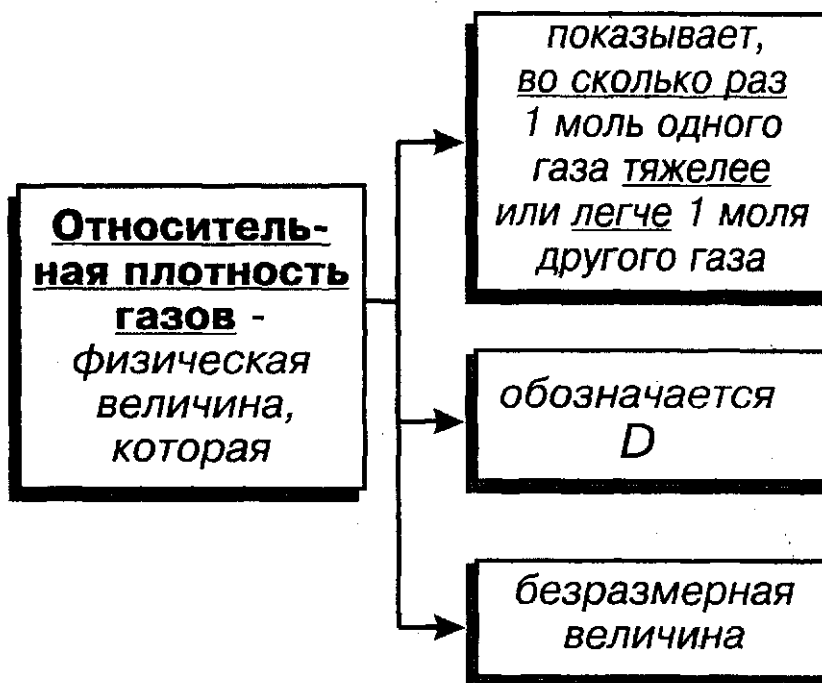 Относитель-
ная плотность
газов -
физическая
величина,
которая
показывает,
во сколько раз
1 моль одного
газа тяжелее
или легче 1 моля
другого газа
обозначается
D
безразмерная
величина